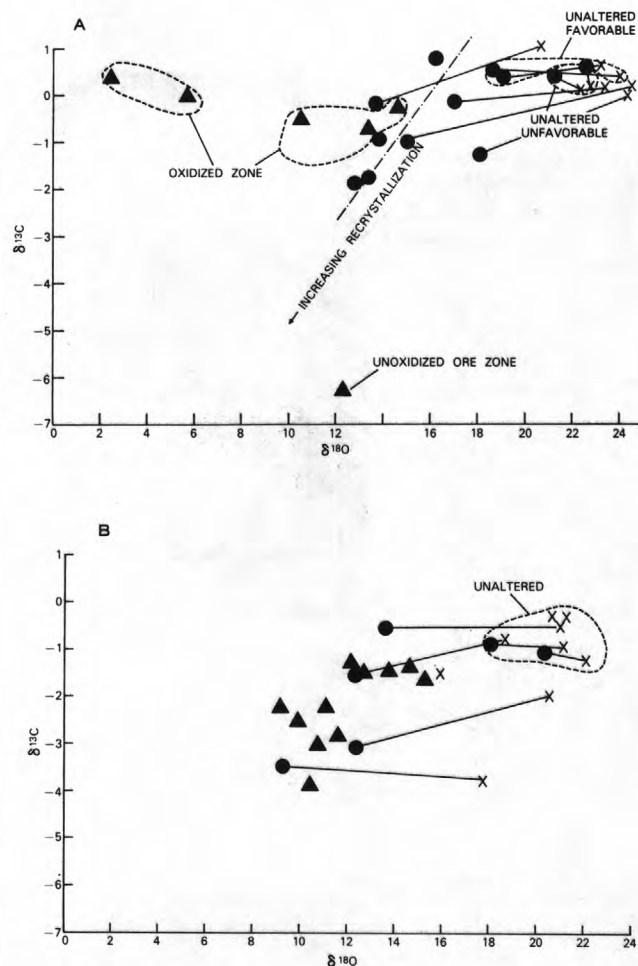 A
UNALTERED
FAVORABLE
1
0
−1
−2
−3
−4
−5
−6
−7
δ13C
OXIDIZED ZONE
UNALTERED
UNFAVORABLE
INCREASING RECRYSTALLIZATION
UNOXIDIZED ORE ZONE
0 2 4 6 8 10 12 14 16 18 20 22 24
δ18O
B
1
0
−1
−2
−3
−4
−5
−6
−7
δ13C
UNALTERED
0 2 4 6 8 10 12 14 16 18 20 22 24
δ18O